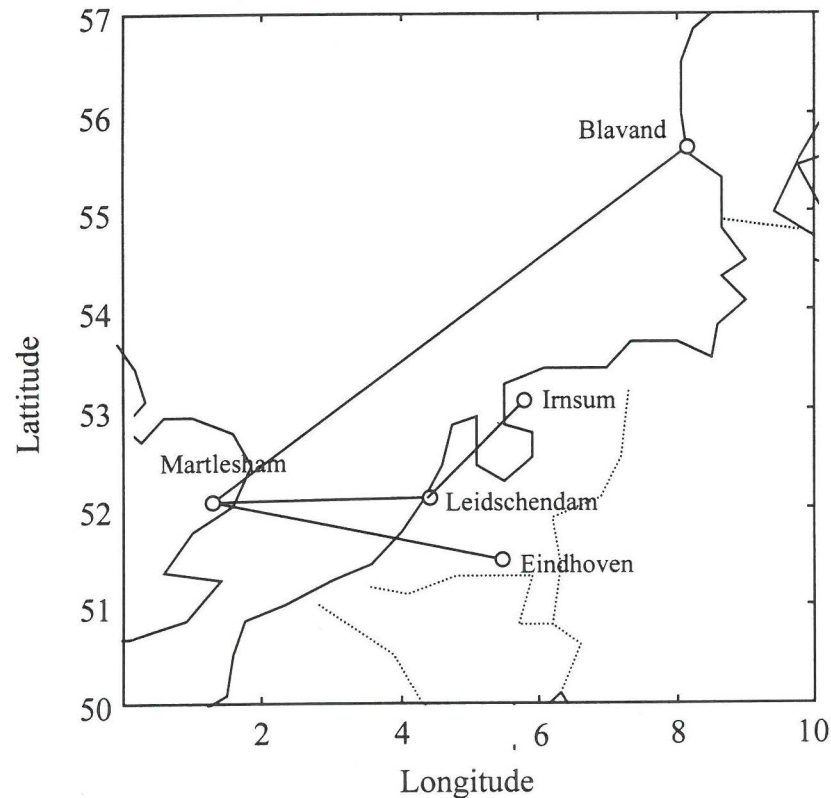 57
56
55
54
53
52
51
50
Lattitude
Blavand
Irnsum
Martlesham
Leidschendam
Eindhoven
2 4 6 8 10
Longitude